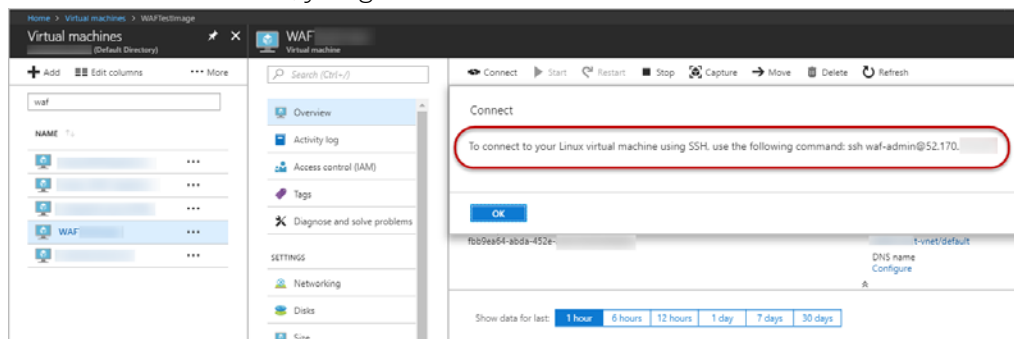 Home > Virtual machines > WAFTestImage
Virtual machines
(Default Directory)
WAF
Virtual machine
Add Edit columns ••• More
Search (Ctrl+/)
Connect Start Restart Stop Capture Move Delete Refresh
waf
NAME
WAF
Overview
Activity log
Access control (IAM)
Tags
Diagnose and solve problems
SETTINGS
Networking
Disks
Size
Connect
To connect to your Linux virtual machine using SSH. use the following command: ssh waf-admin@52.170.
OK
fbb9ea64-abda-452e-
t-vnet/default
DNS name
Configure
Show data for last: 1 hour 6 hours 12 hours 1 day 7 days 30 days